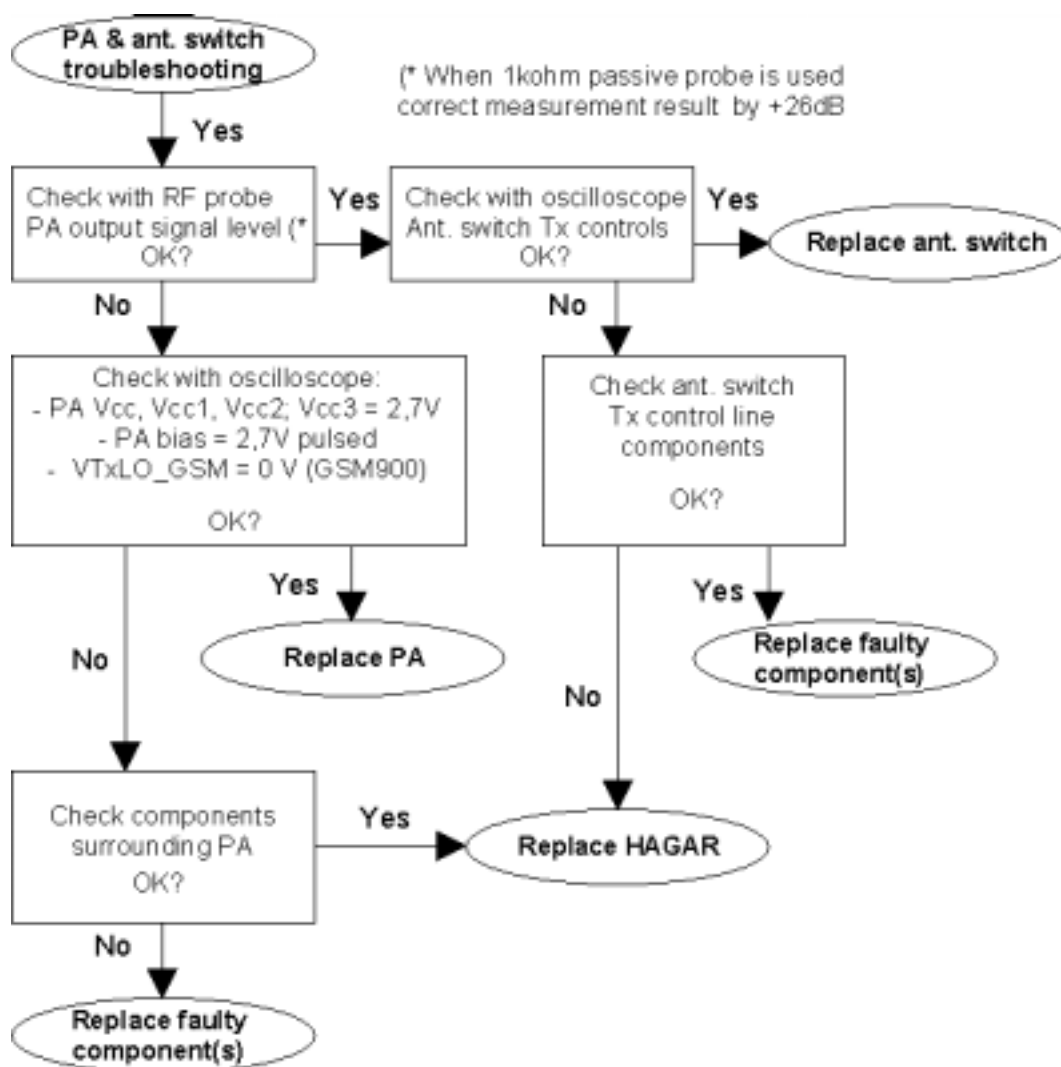 PA & ant. switch
troubleshooting
(* When 1kohm passive probe is used
correct measurement result by +26dB
Yes
Check with RF probe
PA output signal level (*
OK?
Yes
Check with oscilloscope
Ant. switch Tx controls
OK?
Yes
Replace ant. switch
No
No
Check with oscilloscope:
- PA Vcc, Vcc1, Vcc2; Vcc3 = 2,7V
- PA bias = 2,7V pulsed
- VTxLO_GSM = 0 V (GSM900)
OK?
Check ant. switch
Tx control line
components
OK?
Yes
Replace PA
Yes
Replace faulty
component(s)
No
No
Check components
surrounding PA
OK?
Yes
Replace HAGAR
No
Replace faulty
component(s)